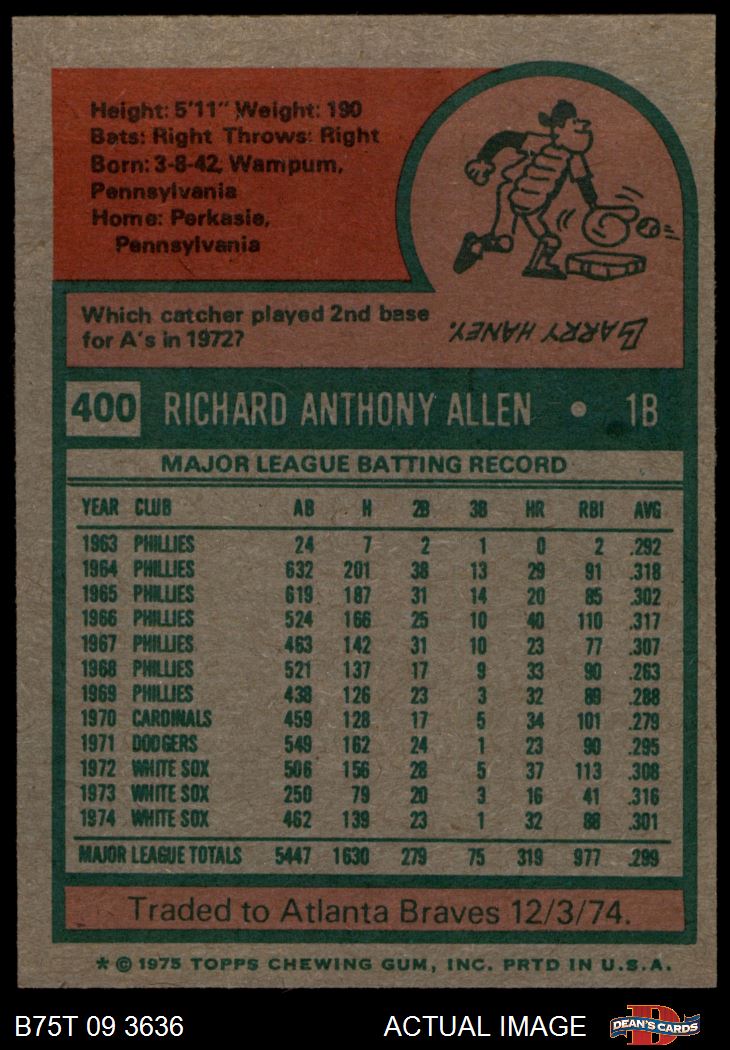 Height: 5'11" Weight: 190
Bats: Right Throws: Right
Born: 3-8-42, Wampum,
Pennsylvania
Home: Perkasie,
Pennsylvania
Which catcher played 2nd base
for A's in 1972?
LARRY HANEY.
400 RICHARD ANTHONY ALLEN • 1B
MAJOR LEAGUE BATTING RECORD
YEAR CLUB AB H 2B 3B HR RBI AVG
1963 PHILLIES 24 7 2 1 0 2 .292
1964 PHILLIES 632 201 38 13 29 91 .318
1965 PHILLIES 619 187 31 14 20 85 .302
1966 PHILLIES 524 166 25 10 40 110 .317
1967 PHILLIES 463 142 31 10 23 77 .307
1968 PHILLIES 521 137 17 9 33 90 .263
1969 PHILLIES 438 126 23 3 32 89 .288
1970 CARDINALS 459 128 17 5 34 101 .279
1971 DODGERS 549 162 24 1 23 90 .295
1972 WHITE SOX 506 156 28 5 37 113 .308
1973 WHITE SOX 250 79 20 3 16 41 .316
1974 WHITE SOX 462 139 23 1 32 88 .301
MAJOR LEAGUE TOTALS 5447 1630 279 75 319 977 .299
Traded to Atlanta Braves 12/3/74.
* © 1975 TOPPS CHEWING GUM, INC. PRTD IN U.S.A.
B75T 09 3636 ACTUAL IMAGE DEAN'S CARDS